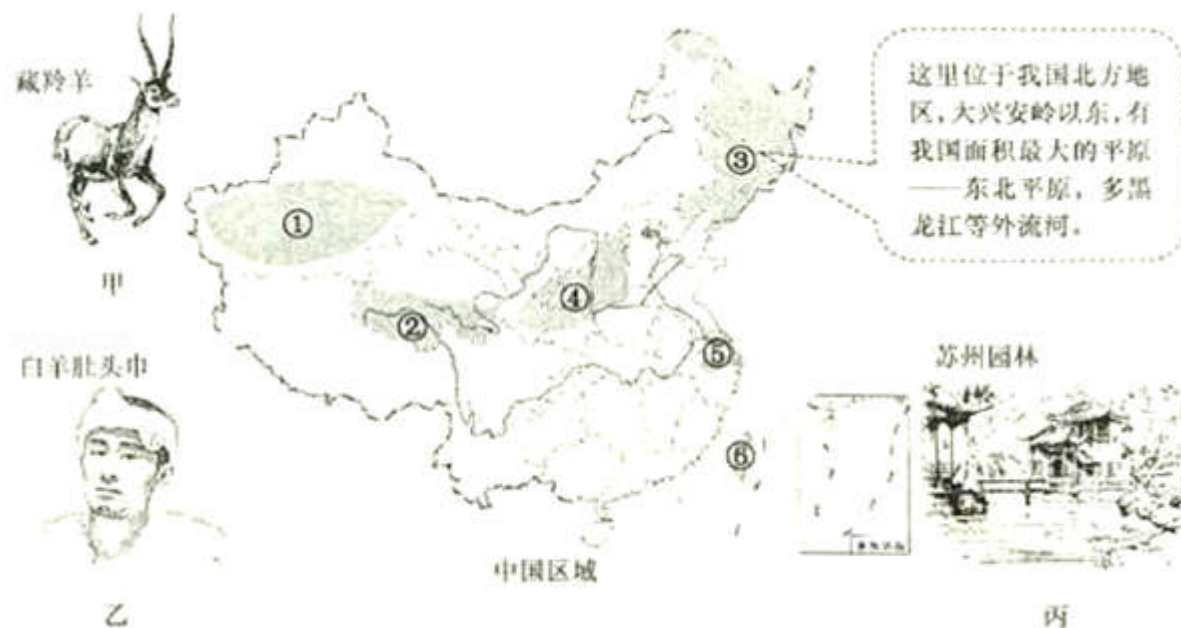 藏羚羊
甲
白羊肚头巾
乙
①
②
③
④
⑤
⑥
中国区域
这里位于我国北方地
区,大兴安岭以东,有
我国面积最大的平原
——东北平原,多黑
龙江等外流河。
苏州园林
丙